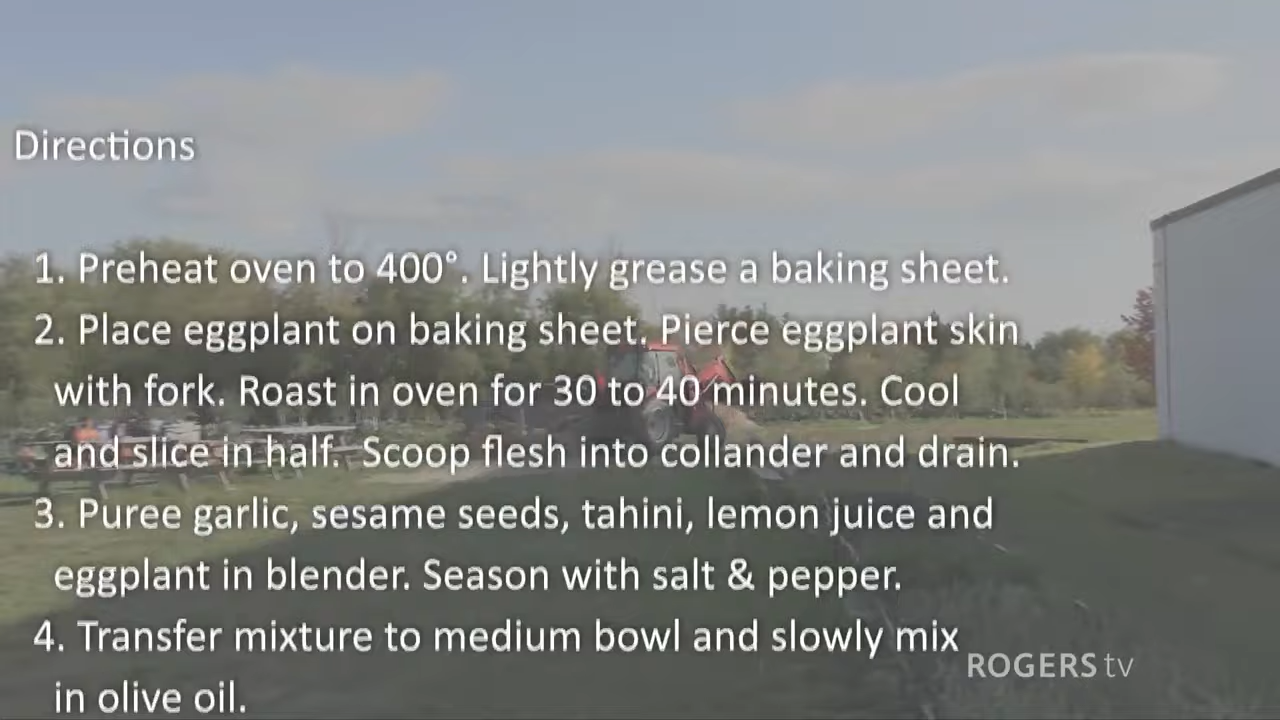 Directions
1. Preheat oven to 400°. Lightly grease a baking sheet.
2. Place eggplant on baking sheet. Pierce eggplant skin
with fork. Roast in oven for 30 to 40 minutes. Cool
and slice in half. Scoop flesh into collander and drain.
3. Puree garlic, sesame seeds, tahini, lemon juice and
eggplant in blender. Season with salt & pepper.
4. Transfer mixture to medium bowl and slowly mix
in olive oil.
ROGERS tv